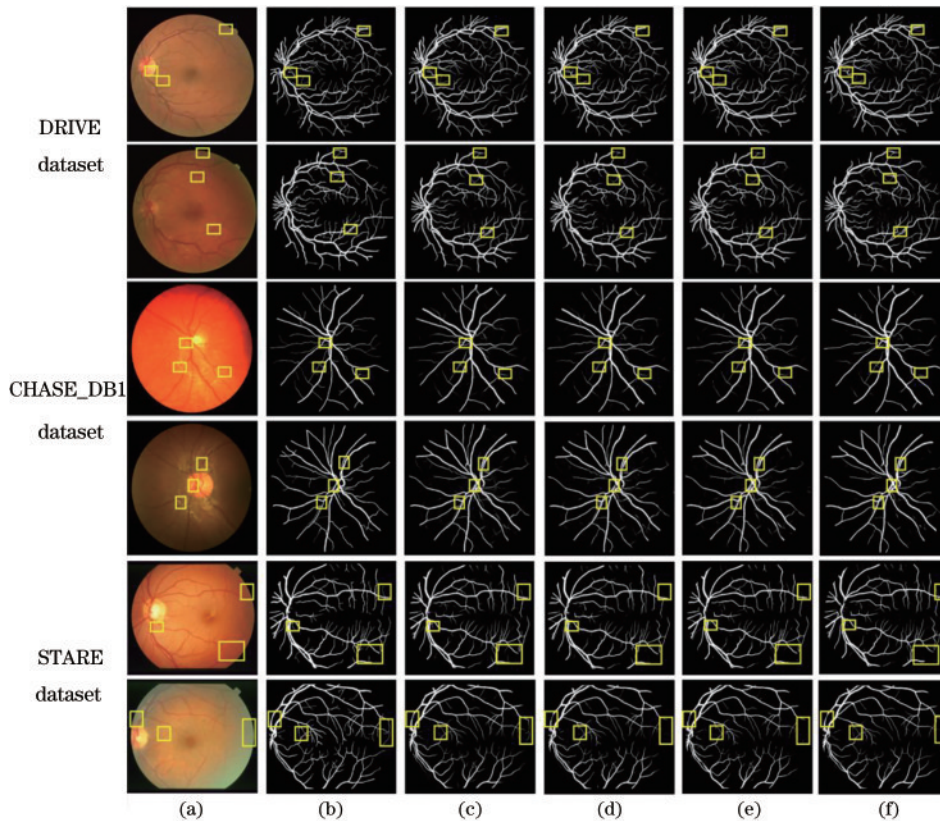 DRIVE
dataset
CHASE_DB1
dataset
STARE
dataset
(a) (b) (c) (d) (e) (f)